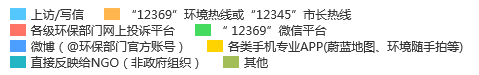 上访/写信 “12369”环境热线或“12345”市长热线
各级环保部门网上投诉平台 “ 12369”微信平台
微博（@环保部门官方账号） 各类手机专业APP(蔚蓝地图、环境随手拍等)
直接反映给NGO（非政府组织） 其他